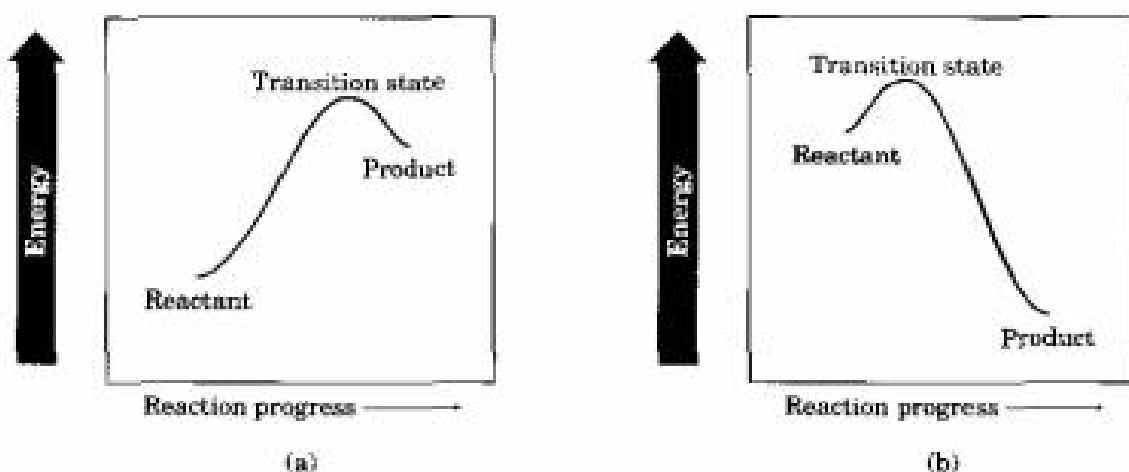 Energy
Transition state
Product
Reactant
Reaction progress
(a)
Energy
Transition state
Reactant
Product
Reaction progress
(b)